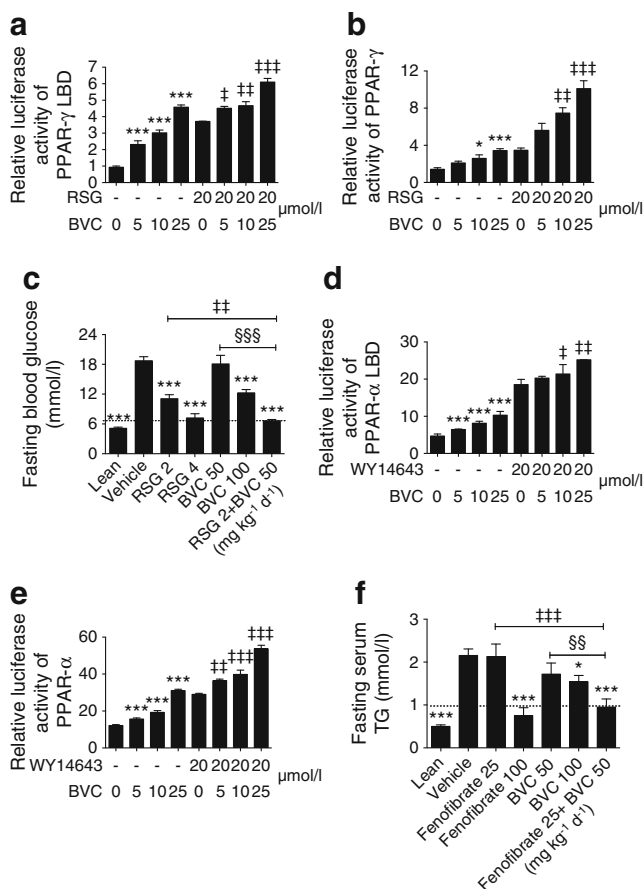 a
Relative luciferase
activity of
PPAR-γ LBD
7
6
5
4
3
2
1
0
***
***
***
‡
‡‡
‡‡‡
RSG - - - - 20 20 20 20
BVC 0 5 10 25 0 5 10 25
μmol/l
b
Relative luciferase
activity of PPAR-γ
12
8
4
0
*
***
‡‡
‡‡‡
RSG - - - - 20 20 20 20
BVC 0 5 10 25 0 5 10 25
μmol/l
c
Fasting blood glucose
(mmol/l)
24
18
12
6
0
‡‡
§§§
***
***
***
***
***
Lean
Vehicle
RSG 2
RSG 4
BVC 50
BVC 100
RSG 2+BVC 50
(mg kg⁻¹ d⁻¹)
d
Relative luciferase
activity of
PPAR-α LBD
30
20
10
0
***
***
***
‡
‡‡
WY14643 - - - - 20 20 20 20
BVC 0 5 10 25 0 5 10 25
μmol/l
e
Relative luciferase
activity of
PPAR-α
60
40
20
0
***
***
***
‡‡
‡‡‡
‡‡‡
WY14643 - - - - 20 20 20 20
BVC 0 5 10 25 0 5 10 25
μmol/l
f
Fasting serum
TG (mmol/l)
3
2
1
0
‡‡‡
§§
***
***
*
***
Lean
Vehicle
Fenofibrate 25
Fenofibrate 100
BVC 50
BVC 100
Fenofibrate 25+ BVC 50
(mg kg⁻¹ d⁻¹)